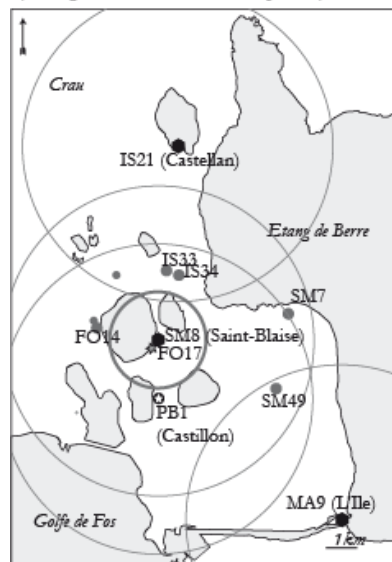 Crau
IS21 (Castellan)
Etang de Berre
IS33
IS34
SM7
FO14
SM8 (Saint-Blaise)
FO17
SM49
PB1
(Castillon)
MA9 (L'Ile)
Golfe de Fos
1 km